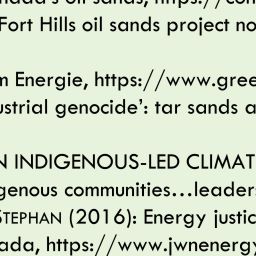 nada's oil sands, https://con
Fort Hills oil sands project no
m Energie, https://www.gree
ustrial genocide': tar sands a
N INDIGENOUS-LED CLIMAT
genous communities…leader
STEPHAN (2016): Energy justic
ada, https://www.jwnenergy